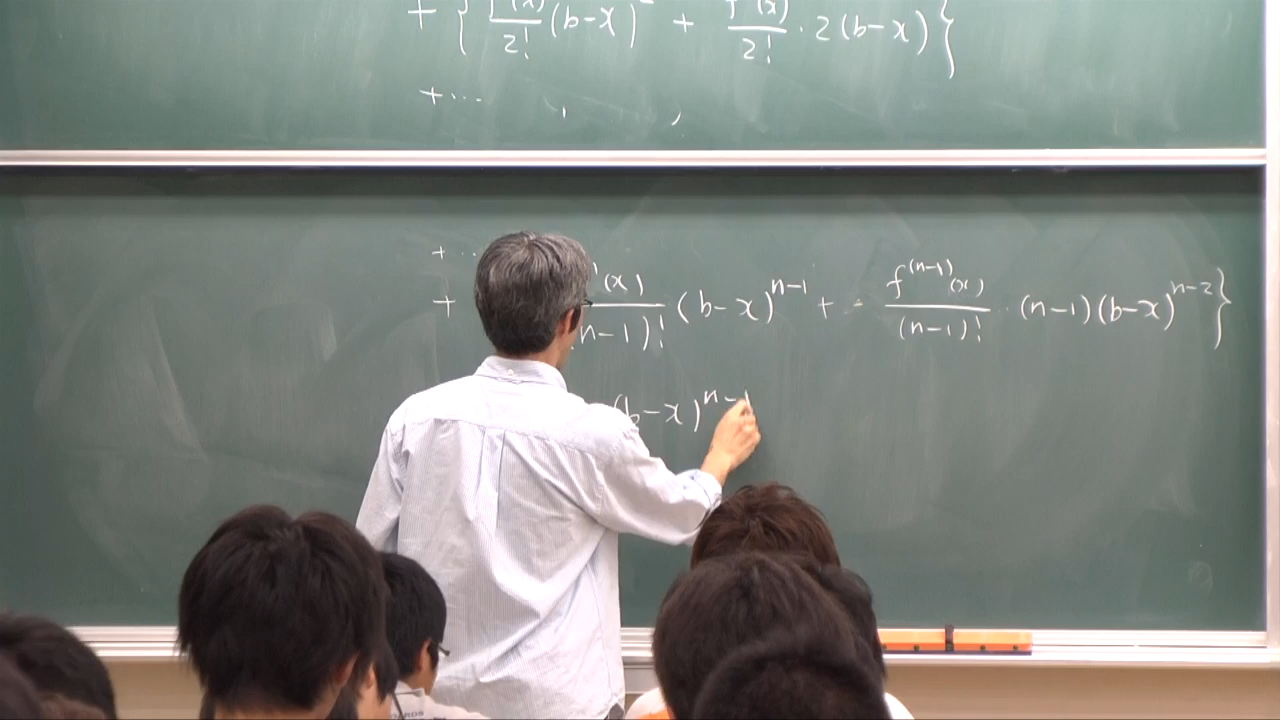 + { f''(x)/2! (b-x)² + f''(x)/2! · 2(b-x) }
+ ...
+ ...
+ (x)/(n-1)! (b-x)^{n-1} + - f^{(n-1)}(x)/(n-1)! · (n-1)(b-x)^{n-2} }
(b-x)^{n-1}